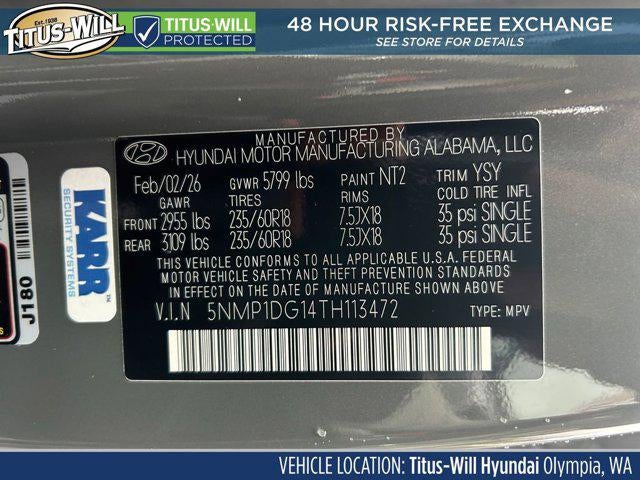 Est.1938
TITUS-WILL
TITUS-WILL
PROTECTED
48 HOUR RISK-FREE EXCHANGE
SEE STORE FOR DETAILS
MANUFACTURED BY
HYUNDAI MOTOR MANUFACTURING ALABAMA, LLC
Feb/02/26 GVWR 5799 lbs PAINT NT2 TRIM YSY
GAWR TIRES RIMS COLD TIRE INFL
FRONT 2955 lbs 235/60R18 7.5JX18 35 psi SINGLE
REAR 3109 lbs 235/60R18 7.5JX18 35 psi SINGLE
THIS VEHICLE CONFORMS TO ALL APPLICABLE U.S.A. FEDERAL
MOTOR VEHICLE SAFETY AND THEFT PREVENTION STANDARDS
IN EFFECT ON THE DATE OF MANUFACTURE SHOWN ABOVE
V.I.N 5NMP1DG14TH113472 TYPE: MPV
KARR
SECURITY SYSTEMS
J180
VEHICLE LOCATION: Titus-Will Hyundai Olympia, WA